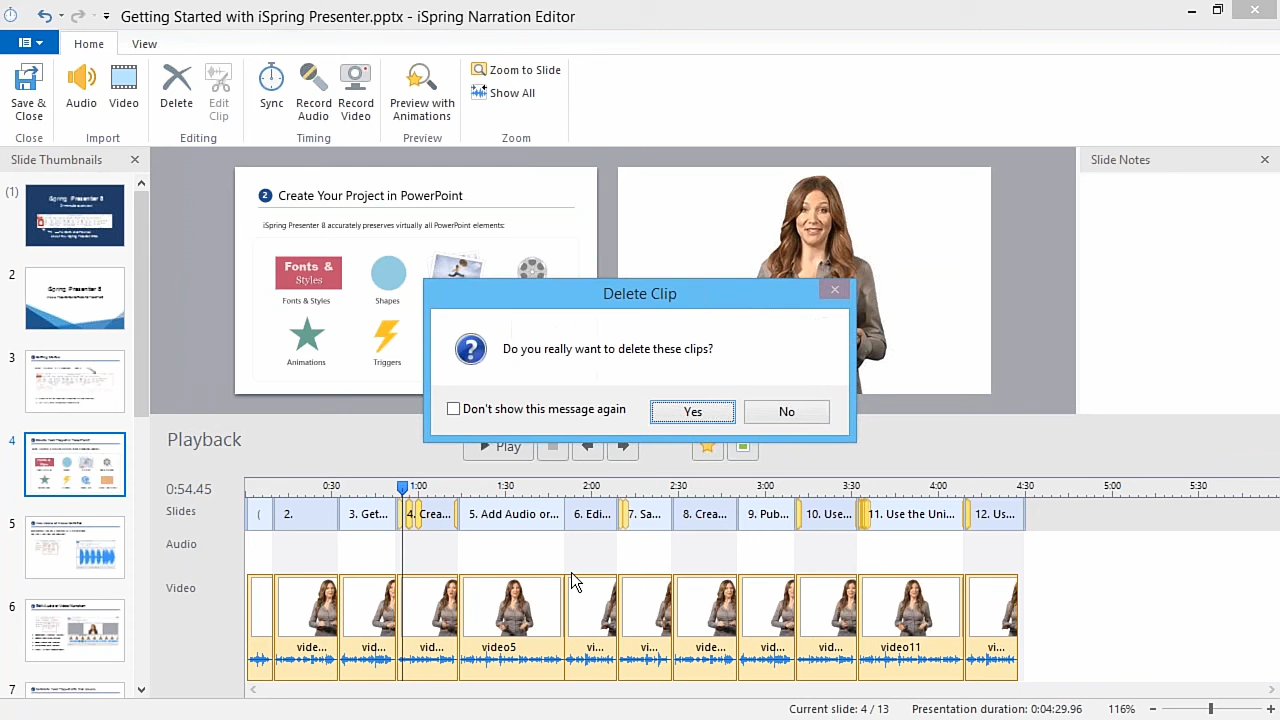 Getting Started with iSpring Presenter.pptx - iSpring Narration Editor
Home
View
Save & Close
Audio
Video
Delete
Edit Clip
Sync
Record Audio
Record Video
Preview with Animations
Zoom to Slide
Show All
Close
Import
Editing
Timing
Preview
Zoom
Slide Thumbnails
Slide Notes
(1)
2
3
4
5
6
7
2 Create Your Project in PowerPoint
iSpring Presenter 8 accurately preserves virtually all PowerPoint elements:
Fonts &
Styles
Fonts & Styles
Shapes
Animations
Triggers
Delete Clip
Do you really want to delete these clips?
Don't show this message again
Yes
No
Playback
Play
0:54.45
0:30
1:00
1:30
2:00
2:30
3:00
3:30
4:00
4:30
5:00
5:30
Slides
(
2.
3. Get...
4. Crea...
5. Add Audio or...
6. Edi...
7. Sa...
8. Crea...
9. Pub...
10. Use...
11. Use the Uni...
12. Us...
Audio
Video
vide...
vid...
vid...
video5
vi...
vi...
vide...
vid...
vid...
video11
vi...
Current slide: 4 / 13
Presentation duration: 0:04:29.96
116%